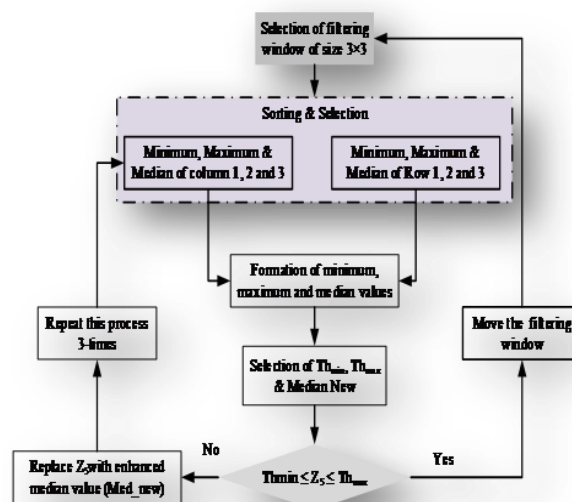 Selection of filtering
window of size 3×3
Sorting & Selection
Minimum, Maximum &
Median of column 1, 2 and 3
Minimum, Maximum &
Median of Row 1, 2 and 3
Formation of minimum,
maximum and median values
Repeat this process
3-times
Move the filtering
window
Selection of Th_min, Th_max
& Median New
No
Yes
Replace Z_5 with enhanced
median value (Med_new)
Thmin ≤ Z_5 ≤ Th_max